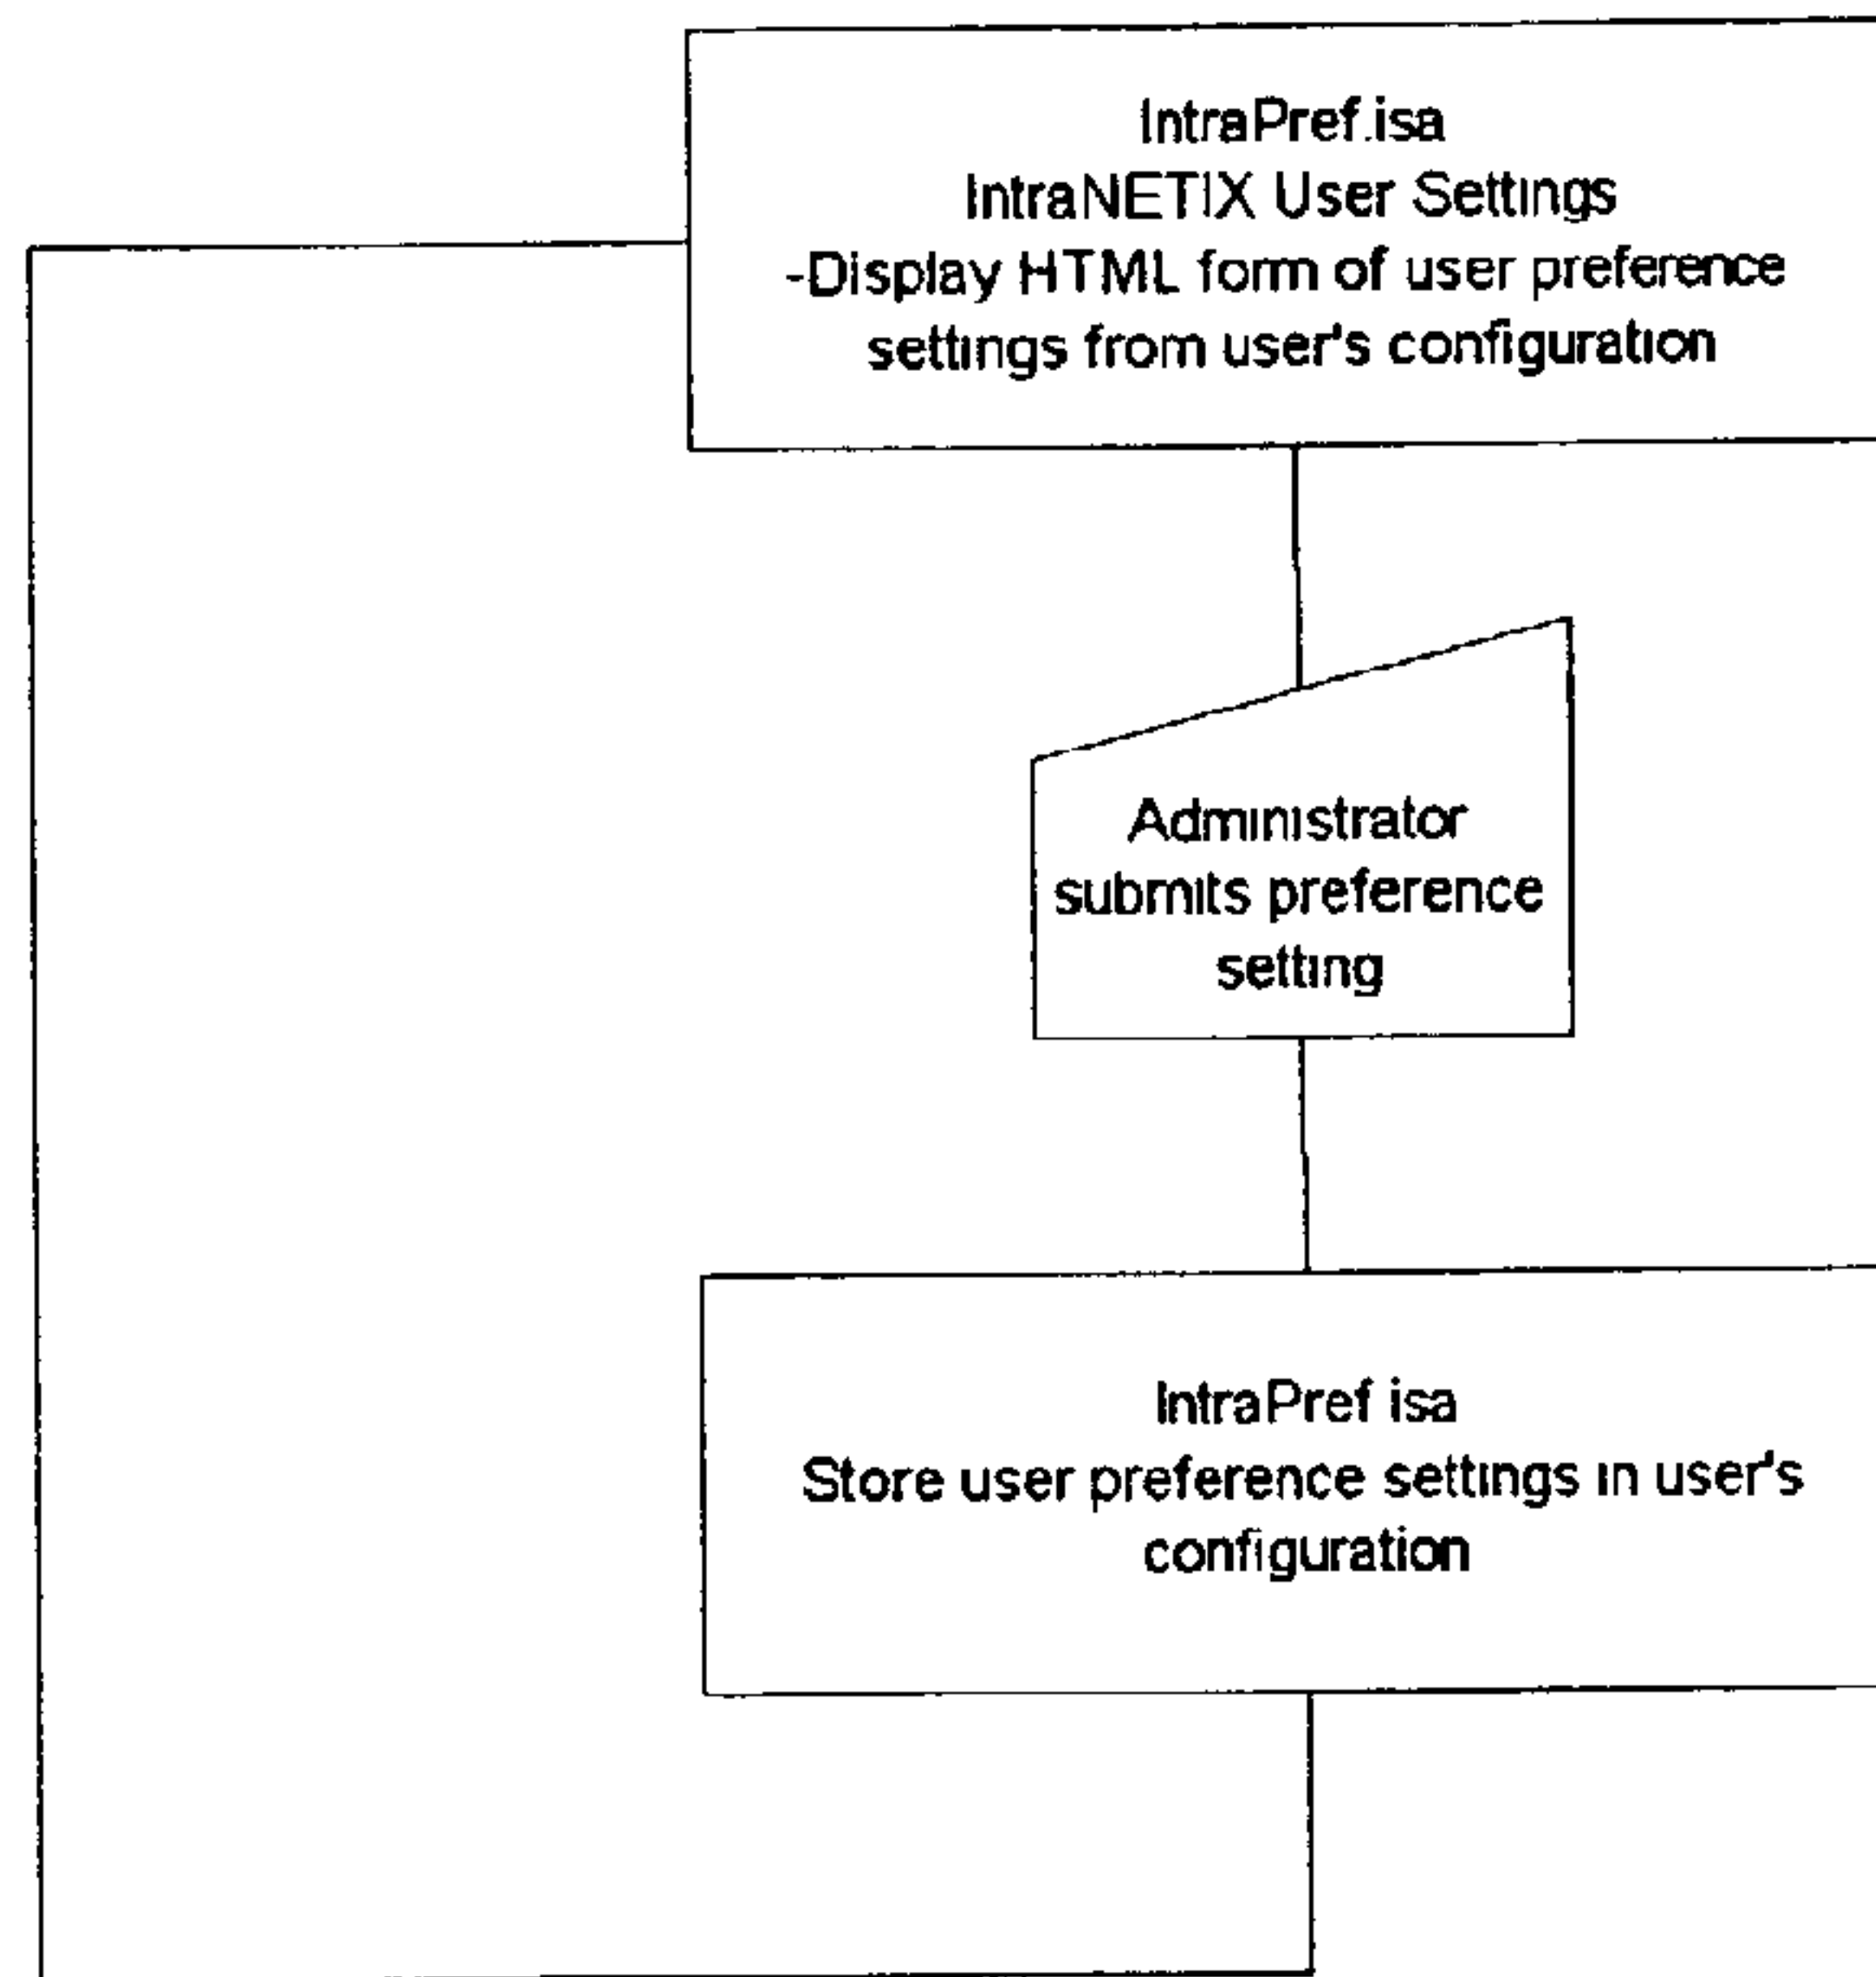 IntraPref.isa
IntraNETIX User Settings
-Display HTML form of user preference
settings from user's configuration
Administrator
submits preference
setting
IntraPref isa
Store user preference settings in user's
configuration